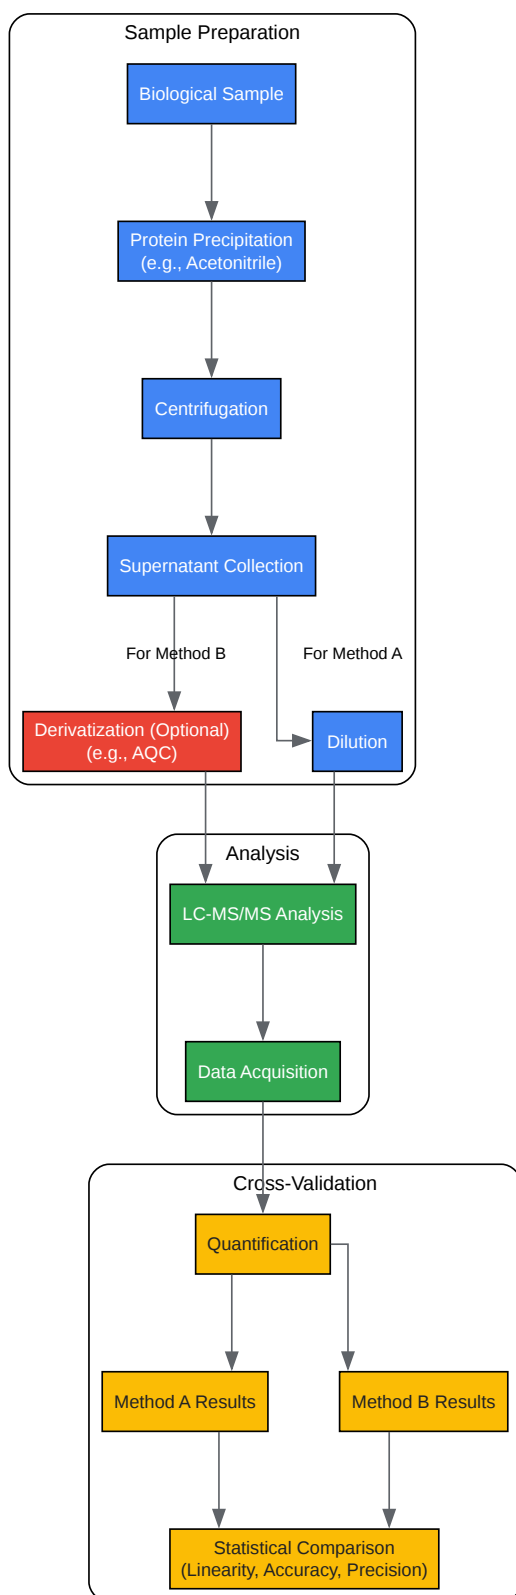 Sample Preparation
Biological Sample
Protein Precipitation
(e.g., Acetonitrile)
Centrifugation
Supernatant Collection
For Method B
For Method A
Derivatization (Optional)
(e.g., AQC)
Dilution
Analysis
LC-MS/MS Analysis
Data Acquisition
Cross-Validation
Quantification
Method A Results
Method B Results
Statistical Comparison
(Linearity, Accuracy, Precision)